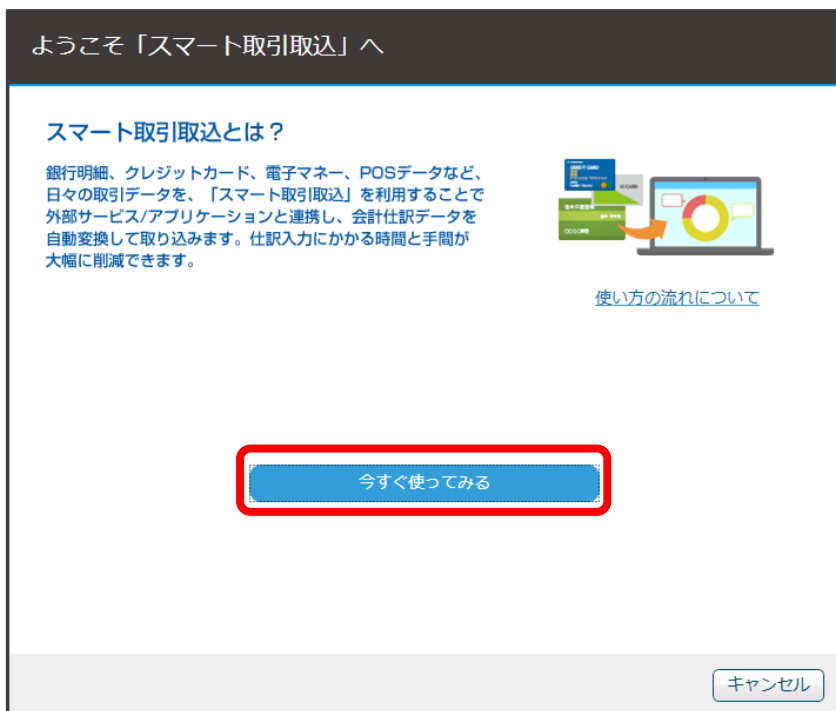 ようこそ「スマート取引取込」へ
スマート取引取込とは？
銀行明細、クレジットカード、電子マネー、POSデータなど、
日々の取引データを、「スマート取引取込」を利用することで
外部サービス/アプリケーションと連携し、会計仕訳データを
自動変換して取り込みます。仕訳入力にかかる時間と手間が
大幅に削減できます。
CREDIT CARD
IC CARD
使い方の流れについて
今すぐ使ってみる
キャンセル